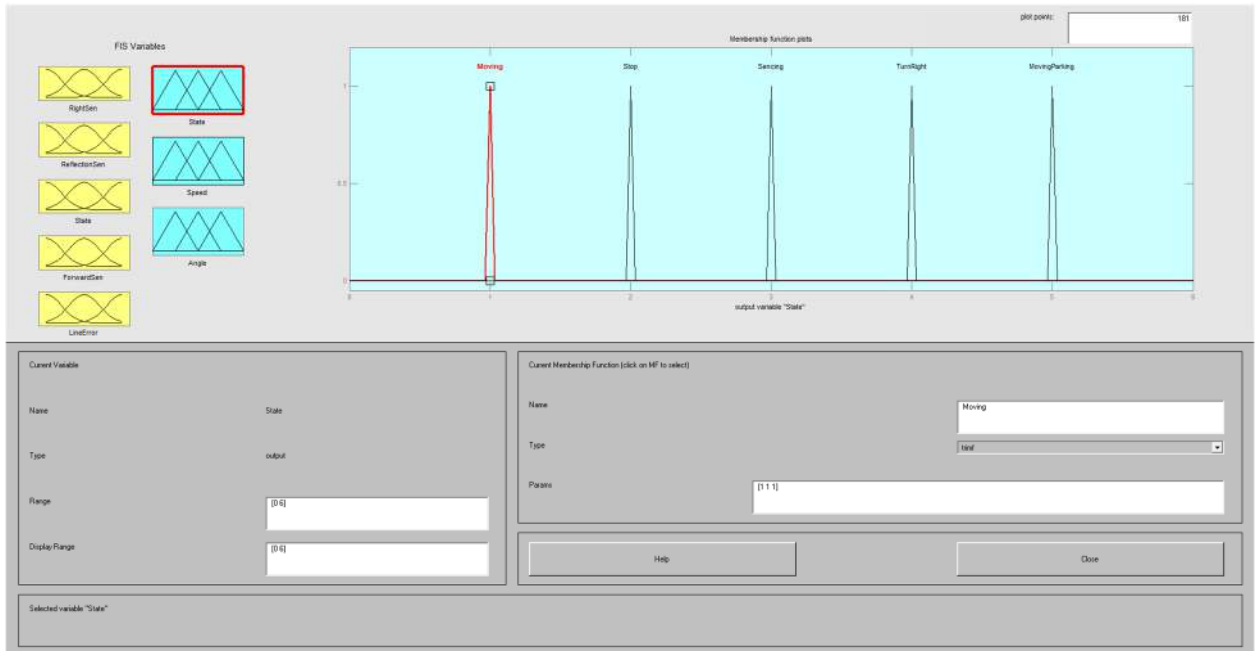 plot points:
181
FIS Variables
Membership function plots
RightSen
ReflectionSen
State
ForwardSen
LineError
State
Speed
Angle
Moving
Stop
Sencing
TurnRight
MovingParking
1
0.5
0
0
1
2
3
4
5
6
output variable "State"
Current Variable
Name
State
Type
output
Range
[0 6]
Display Range
[0 6]
Current Membership Function (click on MF to select)
Name
Moving
Type
trimf
Params
[1 1 1]
Help
Close
Selected variable "State"